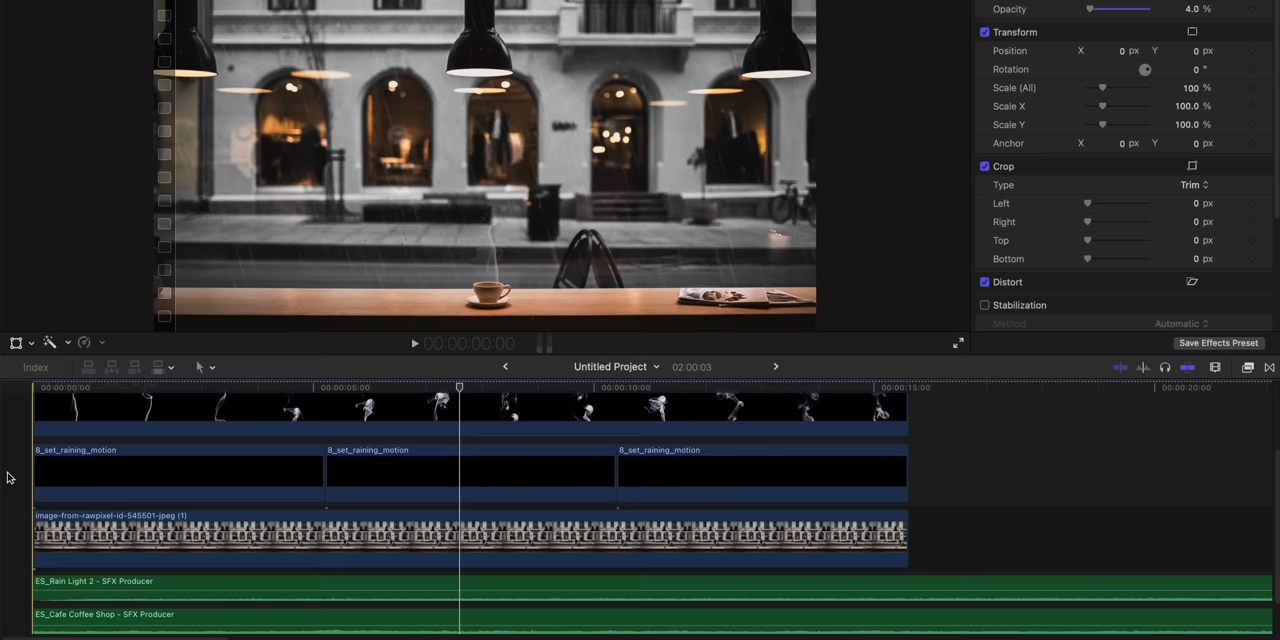 Opacity 4.0 %
Transform
Position X 0 px Y 0 px
Rotation 0 °
Scale (All) 100 %
Scale X 100.0 %
Scale Y 100.0 %
Anchor X 0 px Y 0 px
Crop
Type Trim
Left 0 px
Right 0 px
Top 0 px
Bottom 0 px
Distort
Stabilization
Method Automatic
00:00:00:00
Save Effects Preset
Index
Untitled Project
02:00:03
00:00:00:00 00:00:05:00 00:00:10:00 00:00:15:00 00:00:20:00
8_set_raining_motion 8_set_raining_motion 8_set_raining_motion
image-from-rawpixel-id-545501-jpeg (1)
ES_Rain Light 2 - SFX Producer
ES_Cafe Coffee Shop - SFX Producer